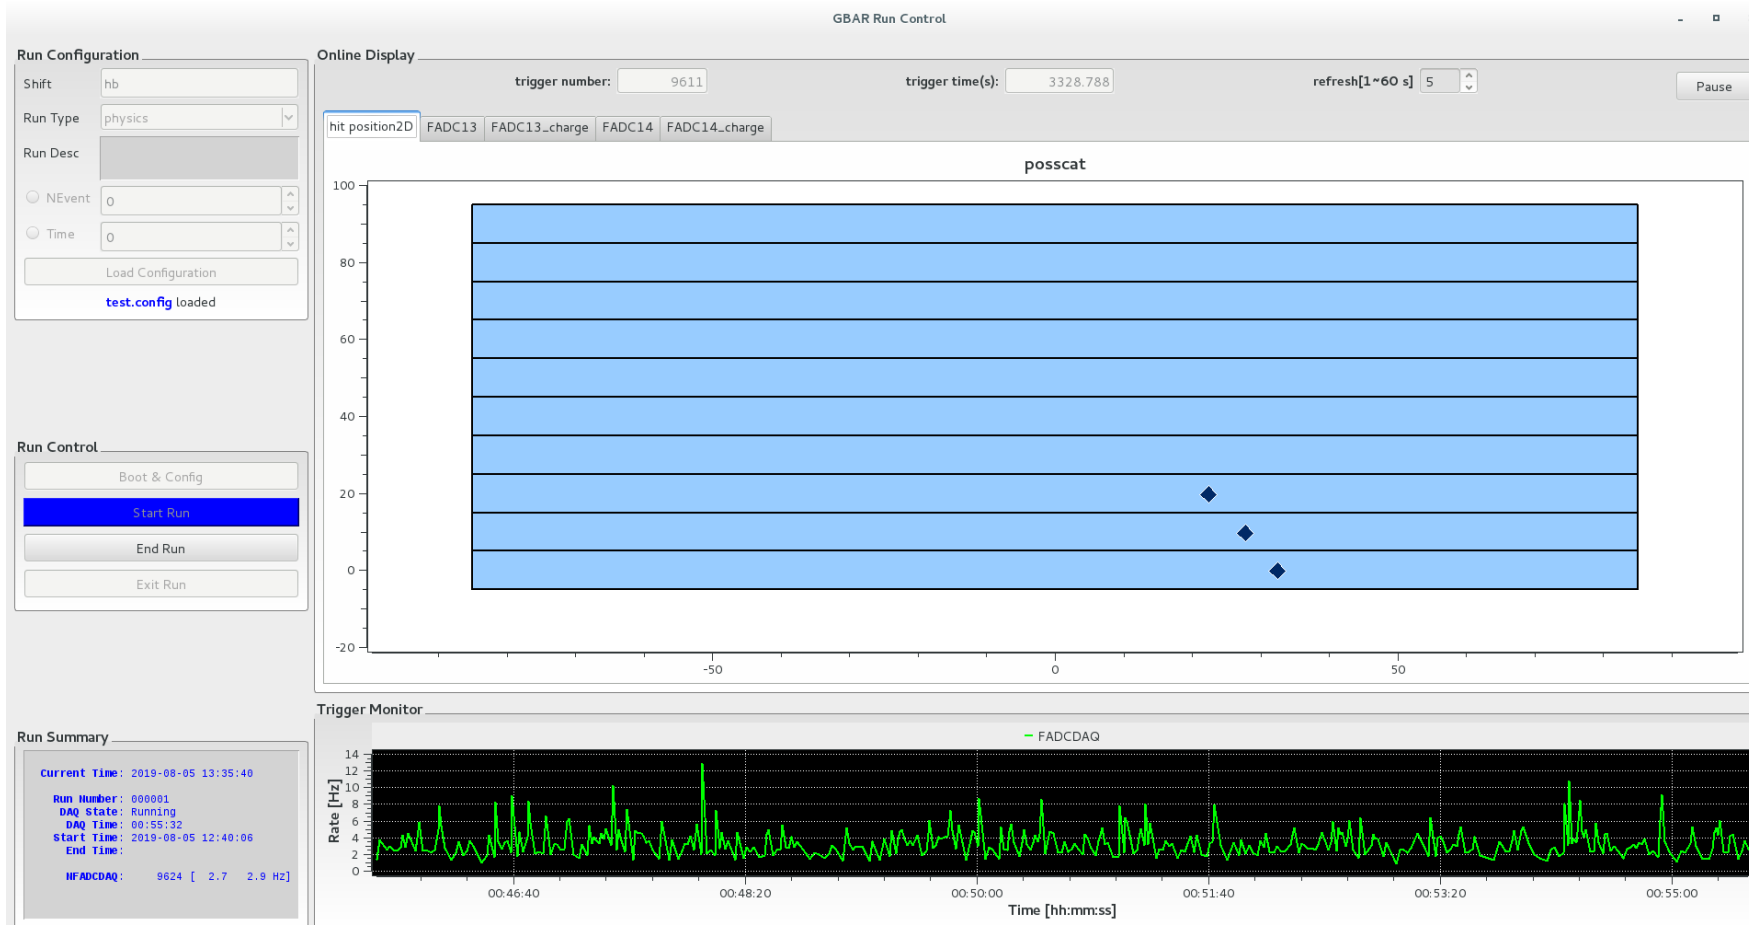 GBAR Run Control
Run Configuration
Shift hb
Run Type physics
Run Desc
NEvent 0
Time 0
Load Configuration
test.config loaded
Run Control
Boot & Config
Start Run
End Run
Exit Run
Run Summary
Current Time: 2019-08-05 13:35:40
Run Number: 000001
DAQ State: Running
DAQ Time: 00:55:32
Start Time: 2019-08-05 12:40:06
End Time:
NFADCDAQ: 9624 [ 2.7 2.9 Hz]
Online Display
trigger number: 9611 trigger time(s): 3328.788 refresh[1~60 s] 5 Pause
hit position2D FADC13 FADC13_charge FADC14 FADC14_charge
posscat
100
80
60
40
20
0
-20
-50 0 50
Trigger Monitor
FADCDAQ
Rate [Hz]
14
12
10
8
6
4
2
0
00:46:40 00:48:20 00:50:00 00:51:40 00:53:20 00:55:00
Time [hh:mm:ss]